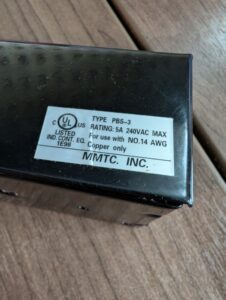 C UL US TYPE PBS-3
LISTED RATING: 5A 240VAC MAX
IND. CONT. EQ. For use with NO.14 AWG
1E96 Copper only
MMTC. INC.